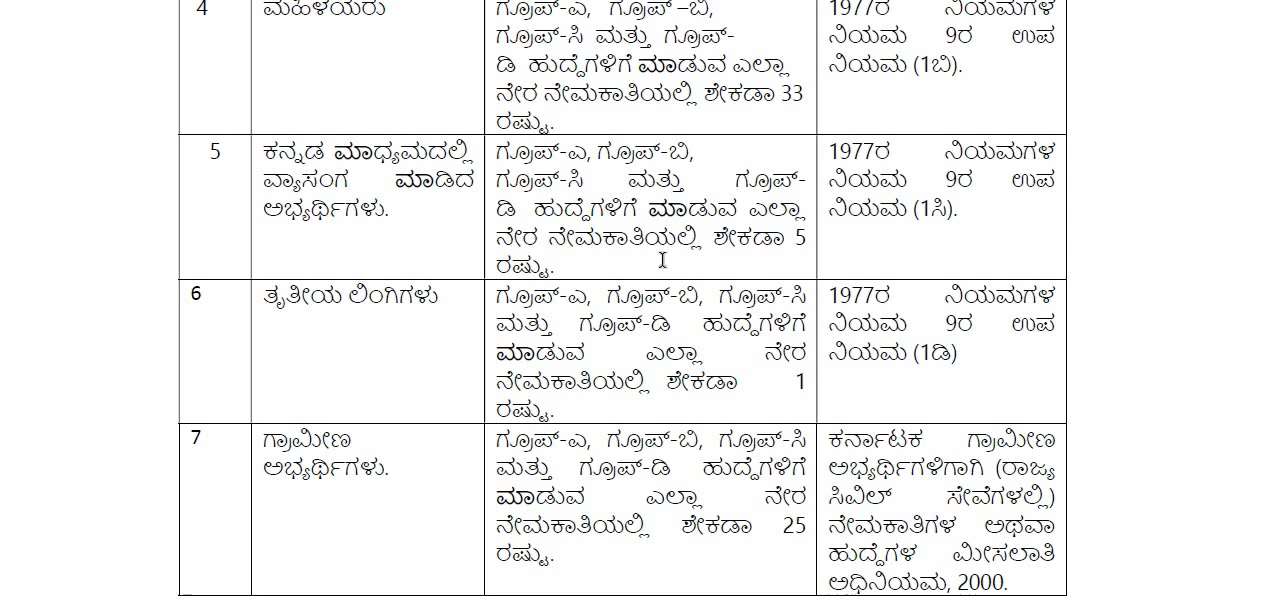 4 ಮಹಿಳೆಯರು ಗ್ರೂಪ್-ಎ, ಗ್ರೂಪ್ –ಬಿ, 1977ರ ನಿಯಮಗಳ
ಗ್ರೂಪ್-ಸಿ ಮತ್ತು ಗ್ರೂಪ್- ನಿಯಮ 9ರ ಉಪ
ಡಿ ಹುದ್ದೆಗಳಿಗೆ ಮಾಡುವ ಎಲ್ಲಾ ನಿಯಮ (1ಬಿ).
ನೇರ ನೇಮಕಾತಿಯಲ್ಲಿ ಶೇಕಡಾ 33
ರಷ್ಟು.
5 ಕನ್ನಡ ಮಾಧ್ಯಮದಲ್ಲಿ ಗ್ರೂಪ್-ಎ, ಗ್ರೂಪ್-ಬಿ, 1977ರ ನಿಯಮಗಳ
ವ್ಯಾಸಂಗ ಮಾಡಿದ ಗ್ರೂಪ್-ಸಿ ಮತ್ತು ಗ್ರೂಪ್- ನಿಯಮ 9ರ ಉಪ
ಅಭ್ಯರ್ಥಿಗಳು. ಡಿ ಹುದ್ದೆಗಳಿಗೆ ಮಾಡುವ ಎಲ್ಲಾ ನಿಯಮ (1ಸಿ).
ನೇರ ನೇಮಕಾತಿಯಲ್ಲಿ ಶೇಕಡಾ 5
ರಷ್ಟು.
6 ತೃತೀಯ ಲಿಂಗಿಗಳು ಗ್ರೂಪ್-ಎ, ಗ್ರೂಪ್-ಬಿ, ಗ್ರೂಪ್-ಸಿ 1977ರ ನಿಯಮಗಳ
ಮತ್ತು ಗ್ರೂಪ್-ಡಿ ಹುದ್ದೆಗಳಿಗೆ ನಿಯಮ 9ರ ಉಪ
ಮಾಡುವ ಎಲ್ಲಾ ನೇರ ನಿಯಮ (1ಡಿ)
ನೇಮಕಾತಿಯಲ್ಲಿ ಶೇಕಡಾ 1
ರಷ್ಟು.
7 ಗ್ರಾಮೀಣ ಗ್ರೂಪ್-ಎ, ಗ್ರೂಪ್-ಬಿ, ಗ್ರೂಪ್-ಸಿ ಕರ್ನಾಟಕ ಗ್ರಾಮೀಣ
ಅಭ್ಯರ್ಥಿಗಳು. ಮತ್ತು ಗ್ರೂಪ್-ಡಿ ಹುದ್ದೆಗಳಿಗೆ ಅಭ್ಯರ್ಥಿಗಳಿಗಾಗಿ (ರಾಜ್ಯ
ಮಾಡುವ ಎಲ್ಲಾ ನೇರ ಸಿವಿಲ್ ಸೇವೆಗಳಲ್ಲಿ)
ನೇಮಕಾತಿಯಲ್ಲಿ ಶೇಕಡಾ 25 ನೇಮಕಾತಿಗಳ ಅಥವಾ
ರಷ್ಟು. ಹುದ್ದೆಗಳ ಮೀಸಲಾತಿ
ಅಧಿನಿಯಮ, 2000.